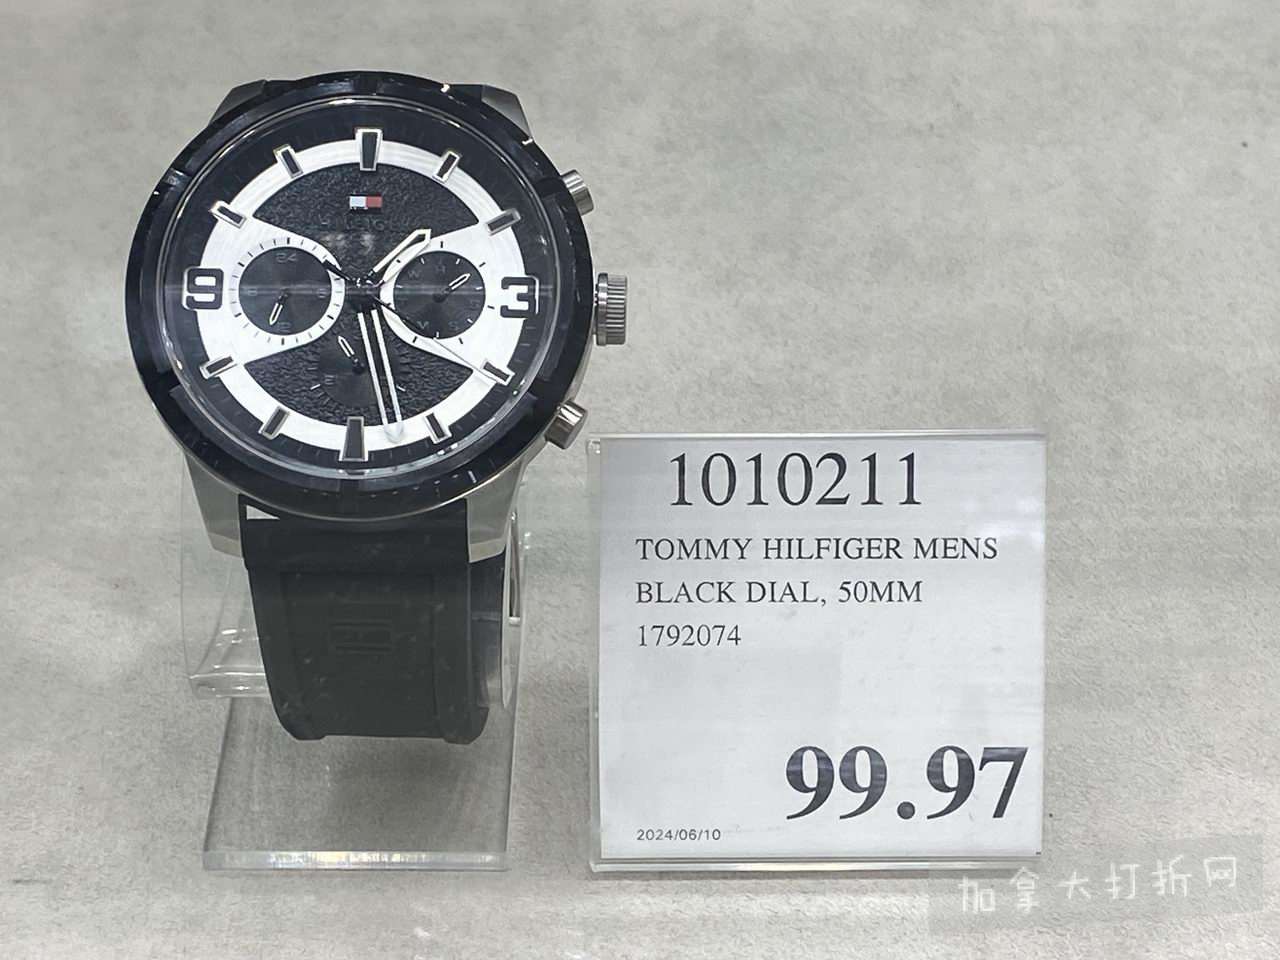 24
9
3
W
H
M
S
1010211
TOMMY HILFIGER MENS
BLACK DIAL, 50MM
1792074
99.97
2024/06/10
加拿大打折网